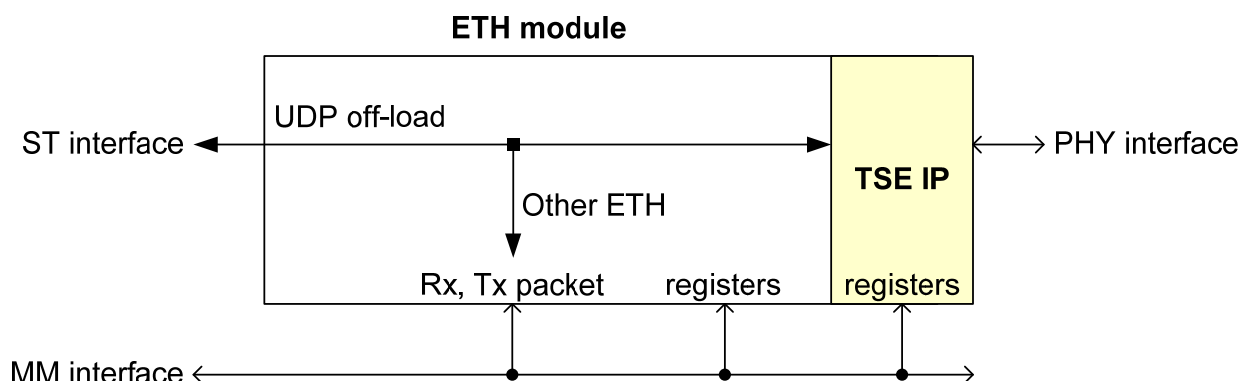 ETH module
UDP off-load
ST interface
PHY interface
TSE IP
Other ETH
Rx, Tx packet
registers
registers
MM interface